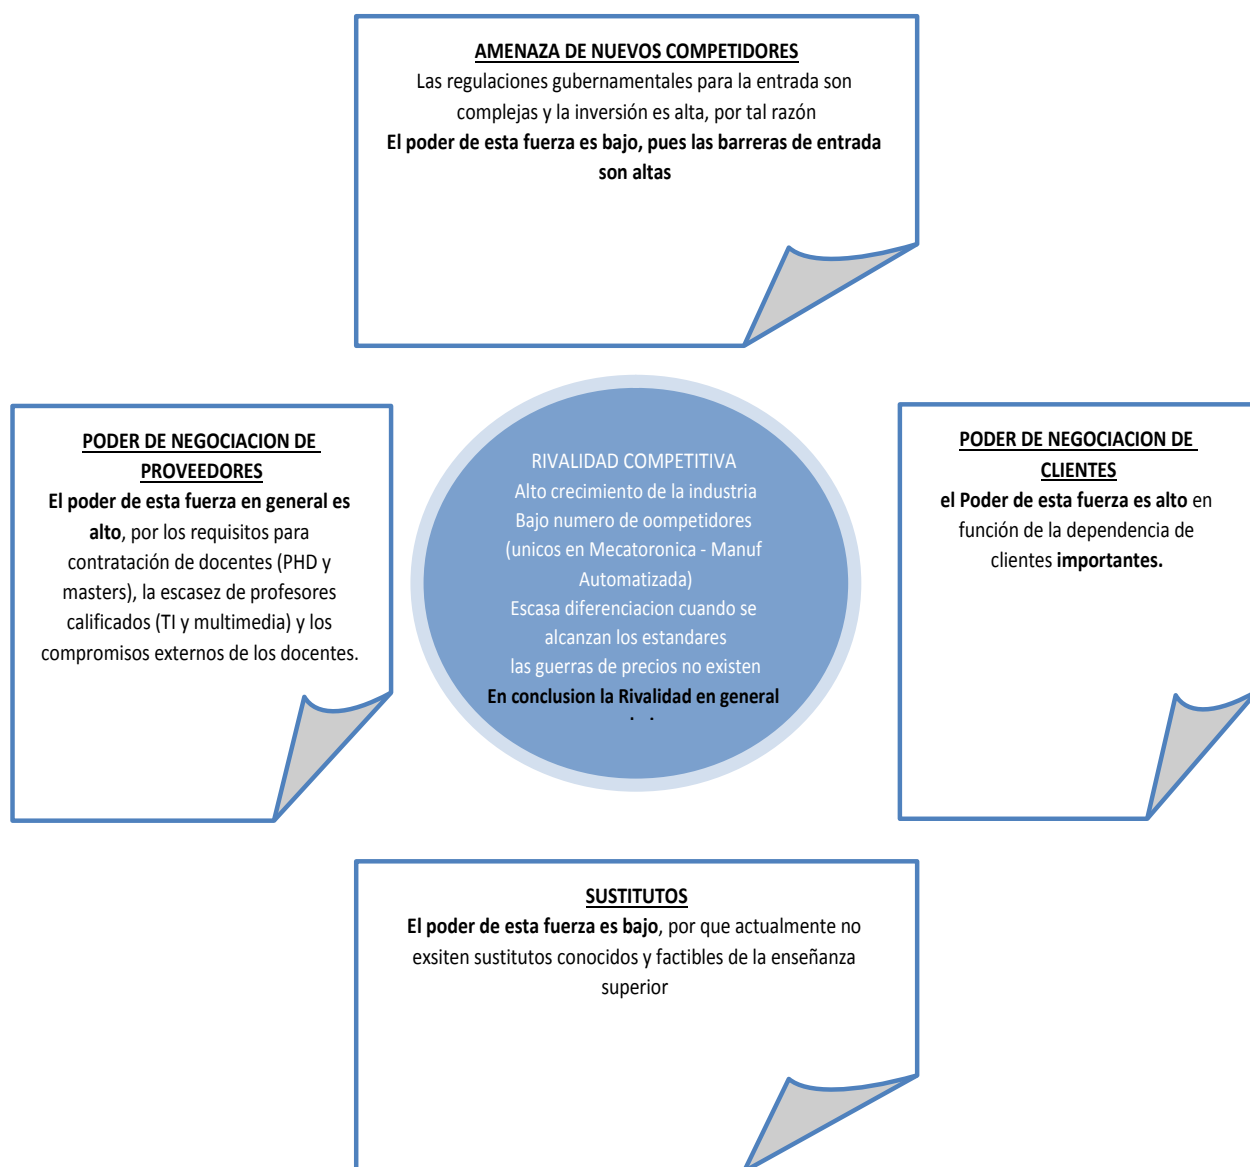 AMENAZA DE NUEVOS COMPETIDORES
Las regulaciones gubernamentales para la entrada son
complejas y la inversión es alta, por tal razón
El poder de esta fuerza es bajo, pues las barreras de entrada
son altas
PODER DE NEGOCIACION DE
PROVEEDORES
El poder de esta fuerza en general es
alto, por los requisitos para
contratación de docentes (PHD y
masters), la escasez de profesores
calificados (TI y multimedia) y los
compromisos externos de los docentes.
RIVALIDAD COMPETITIVA
Alto crecimiento de la industria
Bajo numero de oompetidores
(unicos en Mecatoronica - Manuf
Automatizada)
Escasa diferenciacion cuando se
alcanzan los estandares
las guerras de precios no existen
En conclusion la Rivalidad en general
PODER DE NEGOCIACION DE
CLIENTES
el Poder de esta fuerza es alto en
función de la dependencia de
clientes importantes.
SUSTITUTOS
El poder de esta fuerza es bajo, por que actualmente no
exsiten sustitutos conocidos y factibles de la enseñanza
superior